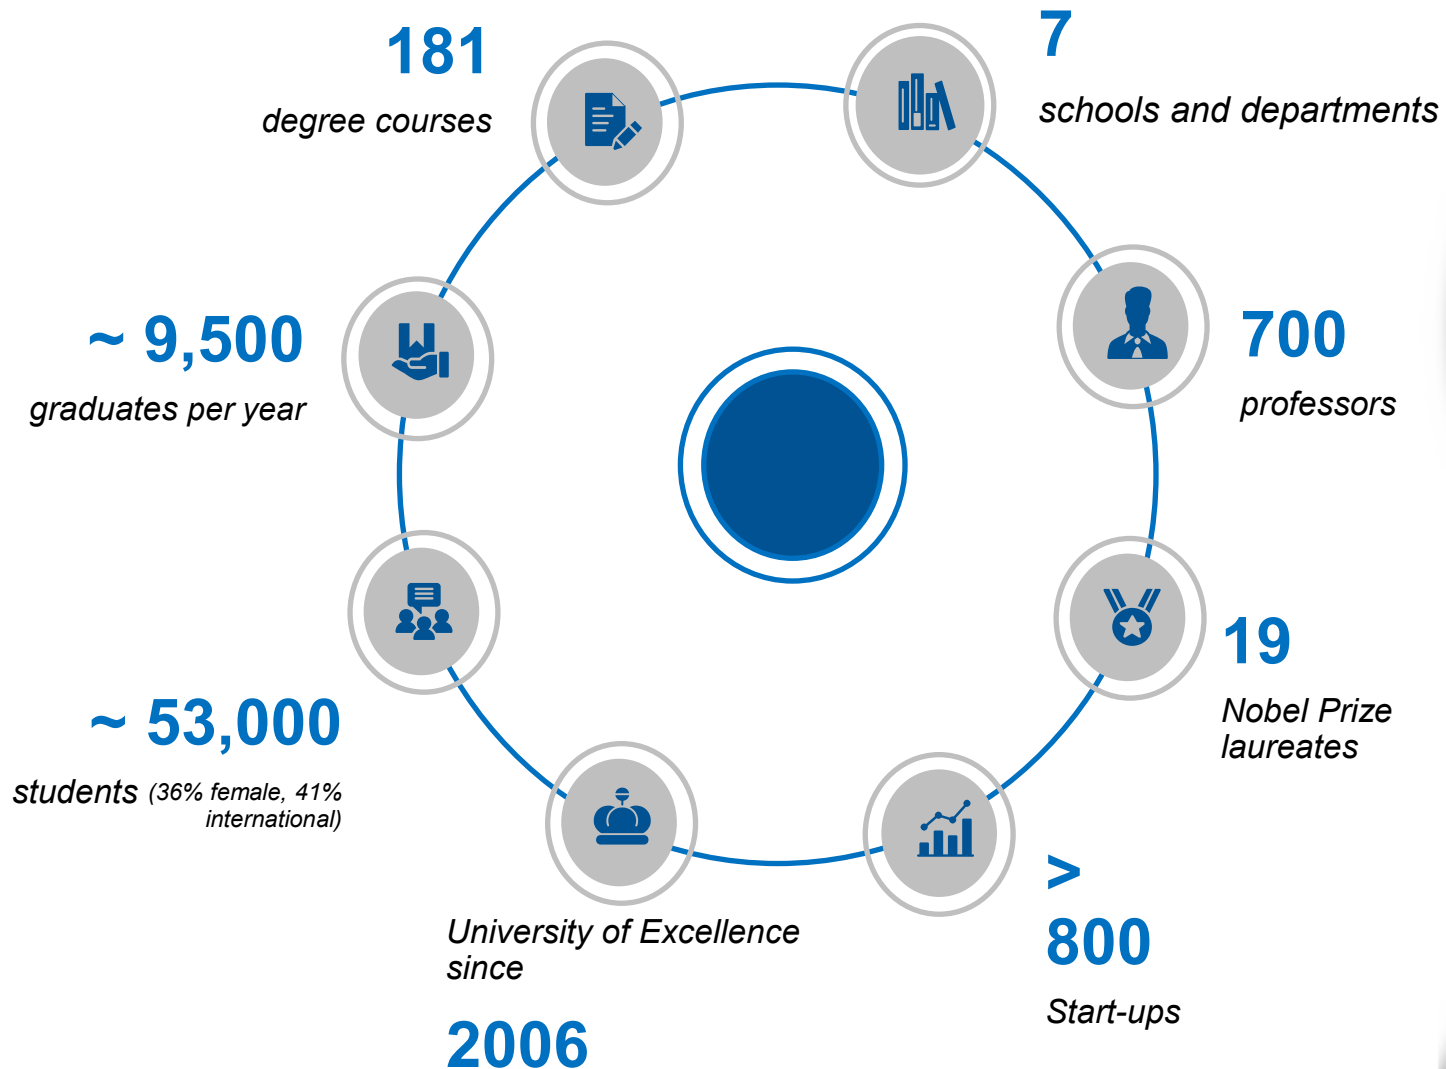 181
degree courses
7
schools and departments
~ 9,500
graduates per year
700
professors
~ 53,000
students (36% female, 41%
international)
19
Nobel Prize
laureates
University of Excellence
since
2006
>
800
Start-ups